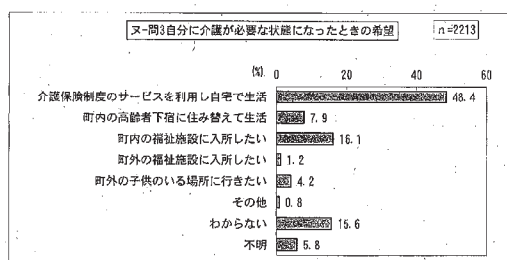 ヌｰ問3自分に介護が必要な状態になったときの希望
n=2213
(%)
0 20 40 60
介護保険制度のサービスを利用し自宅で生活 48.4
町内の高齢者下宿に住み替えて生活 7.9
町内の福祉施設に入所したい 16.1
町外の福祉施設に入所したい 1.2
町外の子供のいる場所に行きたい 4.2
その他 0.8
わからない 15.6
不明 5.8